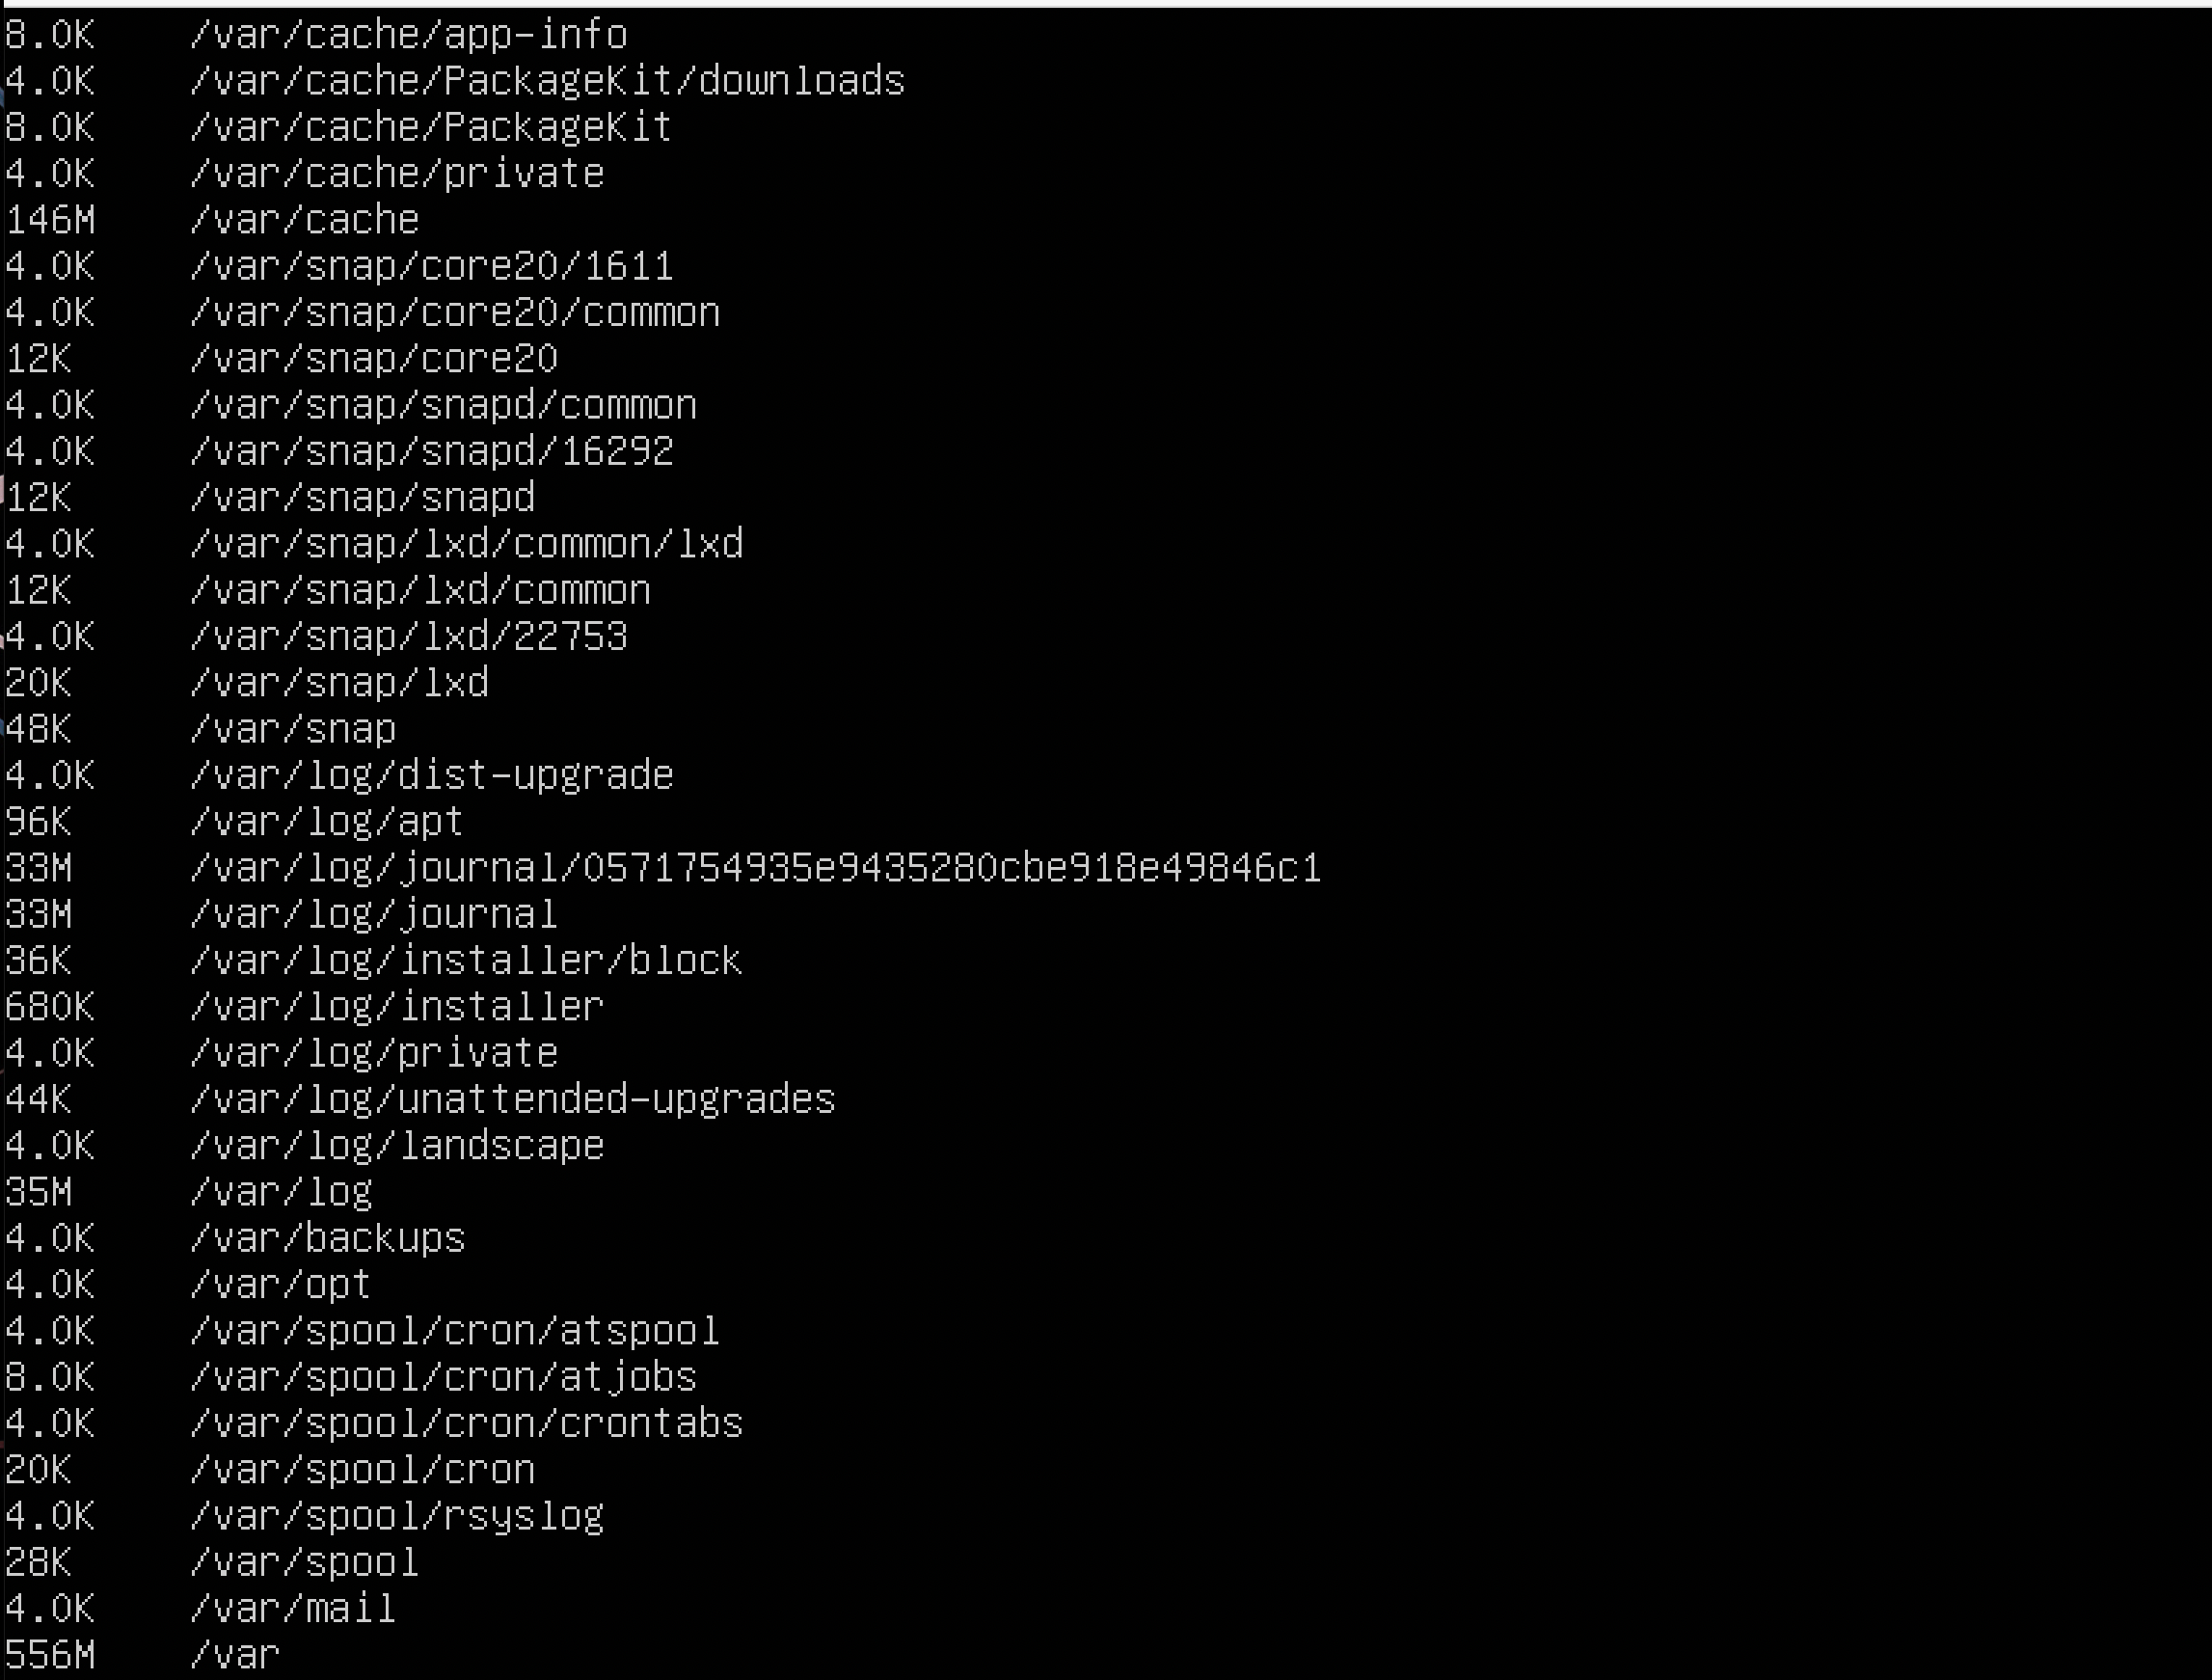 8.0K /var/cache/app-info
4.0K /var/cache/PackageKit/downloads
8.0K /var/cache/PackageKit
4.0K /var/cache/private
146M /var/cache
4.0K /var/snap/core20/1611
4.0K /var/snap/core20/common
12K /var/snap/core20
4.0K /var/snap/snapd/common
4.0K /var/snap/snapd/16292
12K /var/snap/snapd
4.0K /var/snap/lxd/common/lxd
12K /var/snap/lxd/common
4.0K /var/snap/lxd/22753
20K /var/snap/lxd
48K /var/snap
4.0K /var/log/dist-upgrade
96K /var/log/apt
33M /var/log/journal/0571754935e9435280cbe918e49846c1
33M /var/log/journal
36K /var/log/installer/block
680K /var/log/installer
4.0K /var/log/private
44K /var/log/unattended-upgrades
4.0K /var/log/landscape
35M /var/log
4.0K /var/backups
4.0K /var/opt
4.0K /var/spool/cron/atspool
8.0K /var/spool/cron/atjobs
4.0K /var/spool/cron/crontabs
20K /var/spool/cron
4.0K /var/spool/rsyslog
28K /var/spool
4.0K /var/mail
556M /var